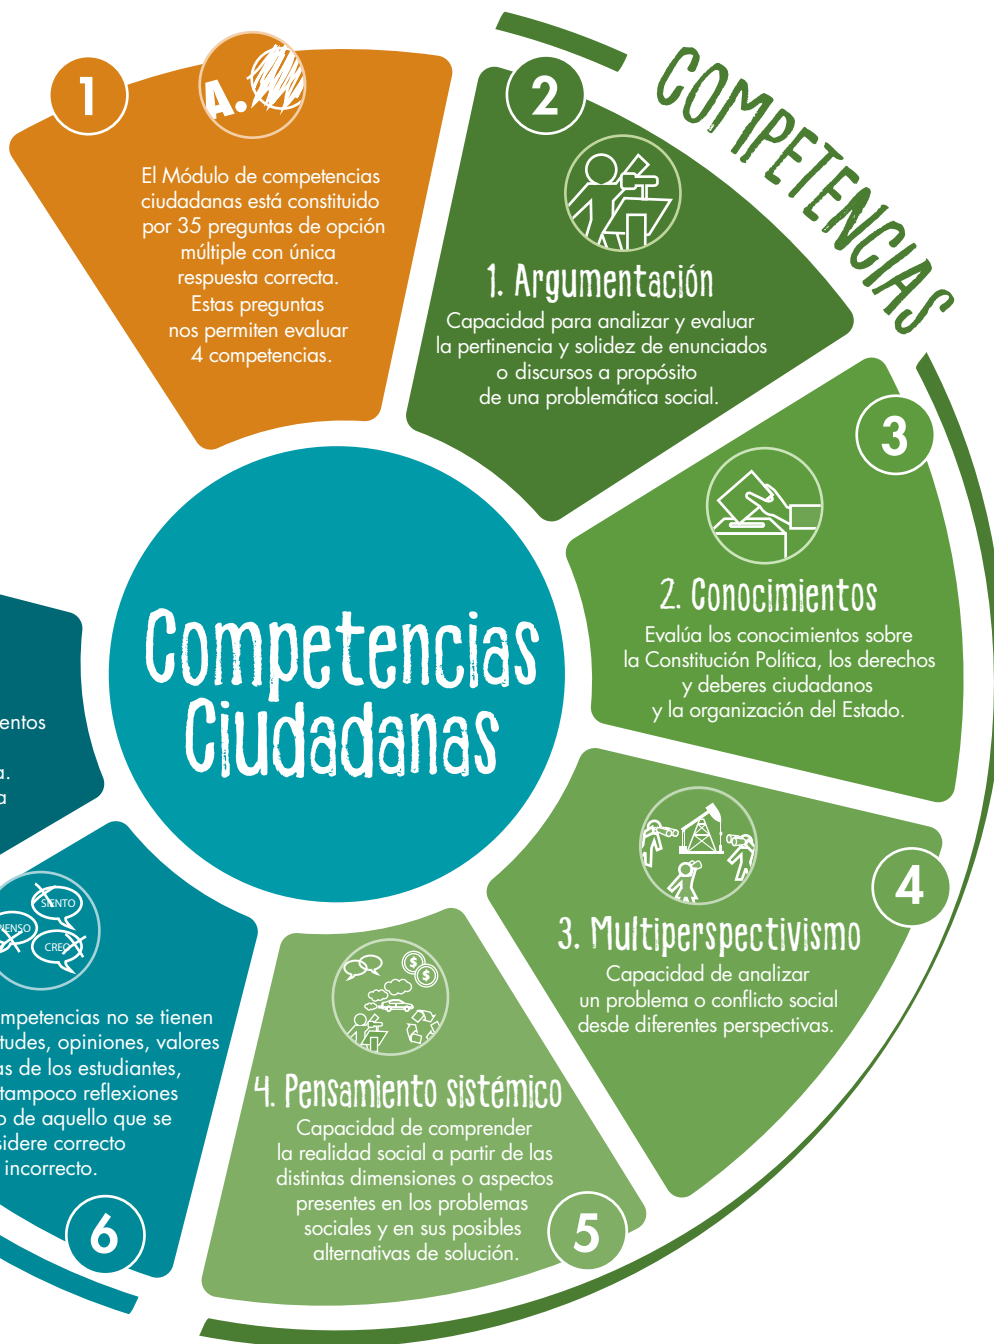 1
A.
El Módulo de competencias
ciudadanas está constituido
por 35 preguntas de opción
múltiple con única
respuesta correcta.
Estas preguntas
nos permiten evaluar
4 competencias.
COMPETENCIAS
2
1. Argumentación
Capacidad para analizar y evaluar
la pertinencia y solidez de enunciados
o discursos a propósito
de una problemática social.
3
2. Conocimientos
Evalúa los conocimientos sobre
la Constitución Política, los derechos
y deberes ciudadanos
y la organización del Estado.
Competencias
Ciudadanas
4
3. Multiperspectivismo
Capacidad de analizar
un problema o conflicto social
desde diferentes perspectivas.
5
$
$
4. Pensamiento sistémico
Capacidad de comprender
la realidad social a partir de las
distintas dimensiones o aspectos
presentes en los problemas
sociales y en sus posibles
alternativas de solución.
6
SIENTO
IENSO
CREO
mpetencias no se tienen
tudes, opiniones, valores
as de los estudiantes,
tampoco reflexiones
o de aquello que se
sidere correcto
incorrecto.
entos
a.
a